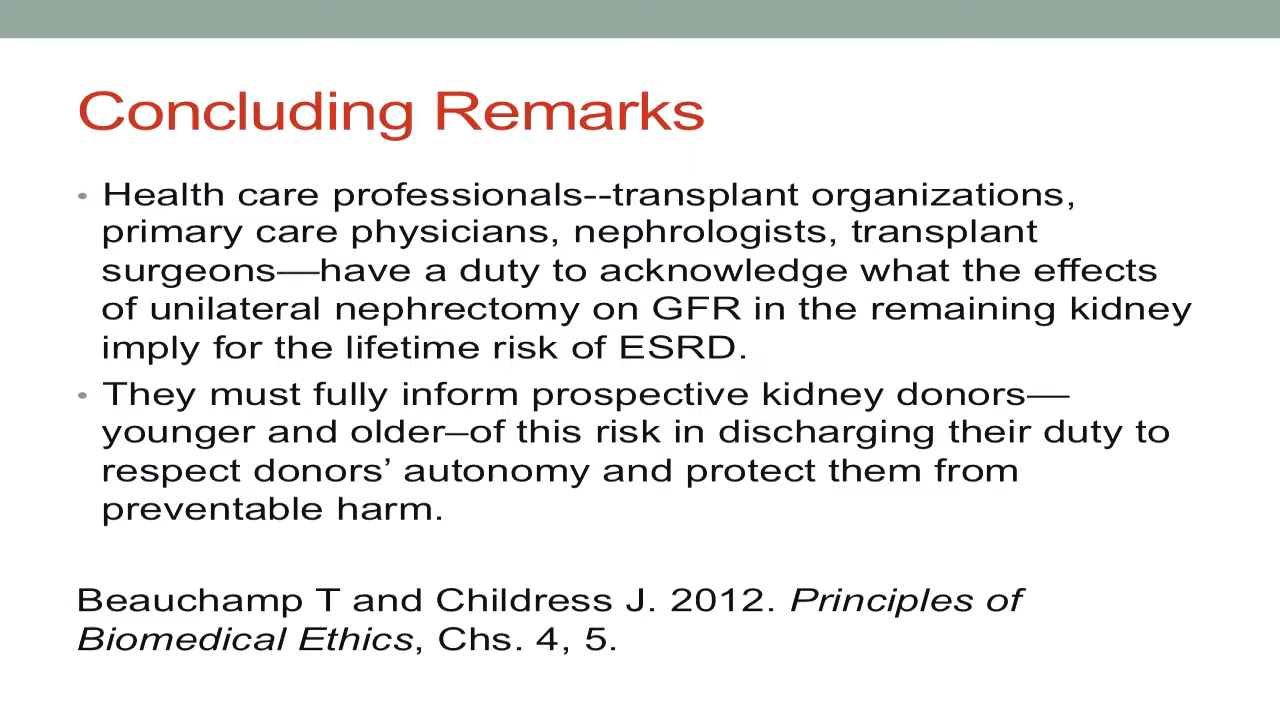 Concluding Remarks
• Health care professionals--transplant organizations,
primary care physicians, nephrologists, transplant
surgeons—have a duty to acknowledge what the effects
of unilateral nephrectomy on GFR in the remaining kidney
imply for the lifetime risk of ESRD.
• They must fully inform prospective kidney donors—
younger and older–of this risk in discharging their duty to
respect donors’ autonomy and protect them from
preventable harm.
Beauchamp T and Childress J. 2012. Principles of
Biomedical Ethics, Chs. 4, 5.